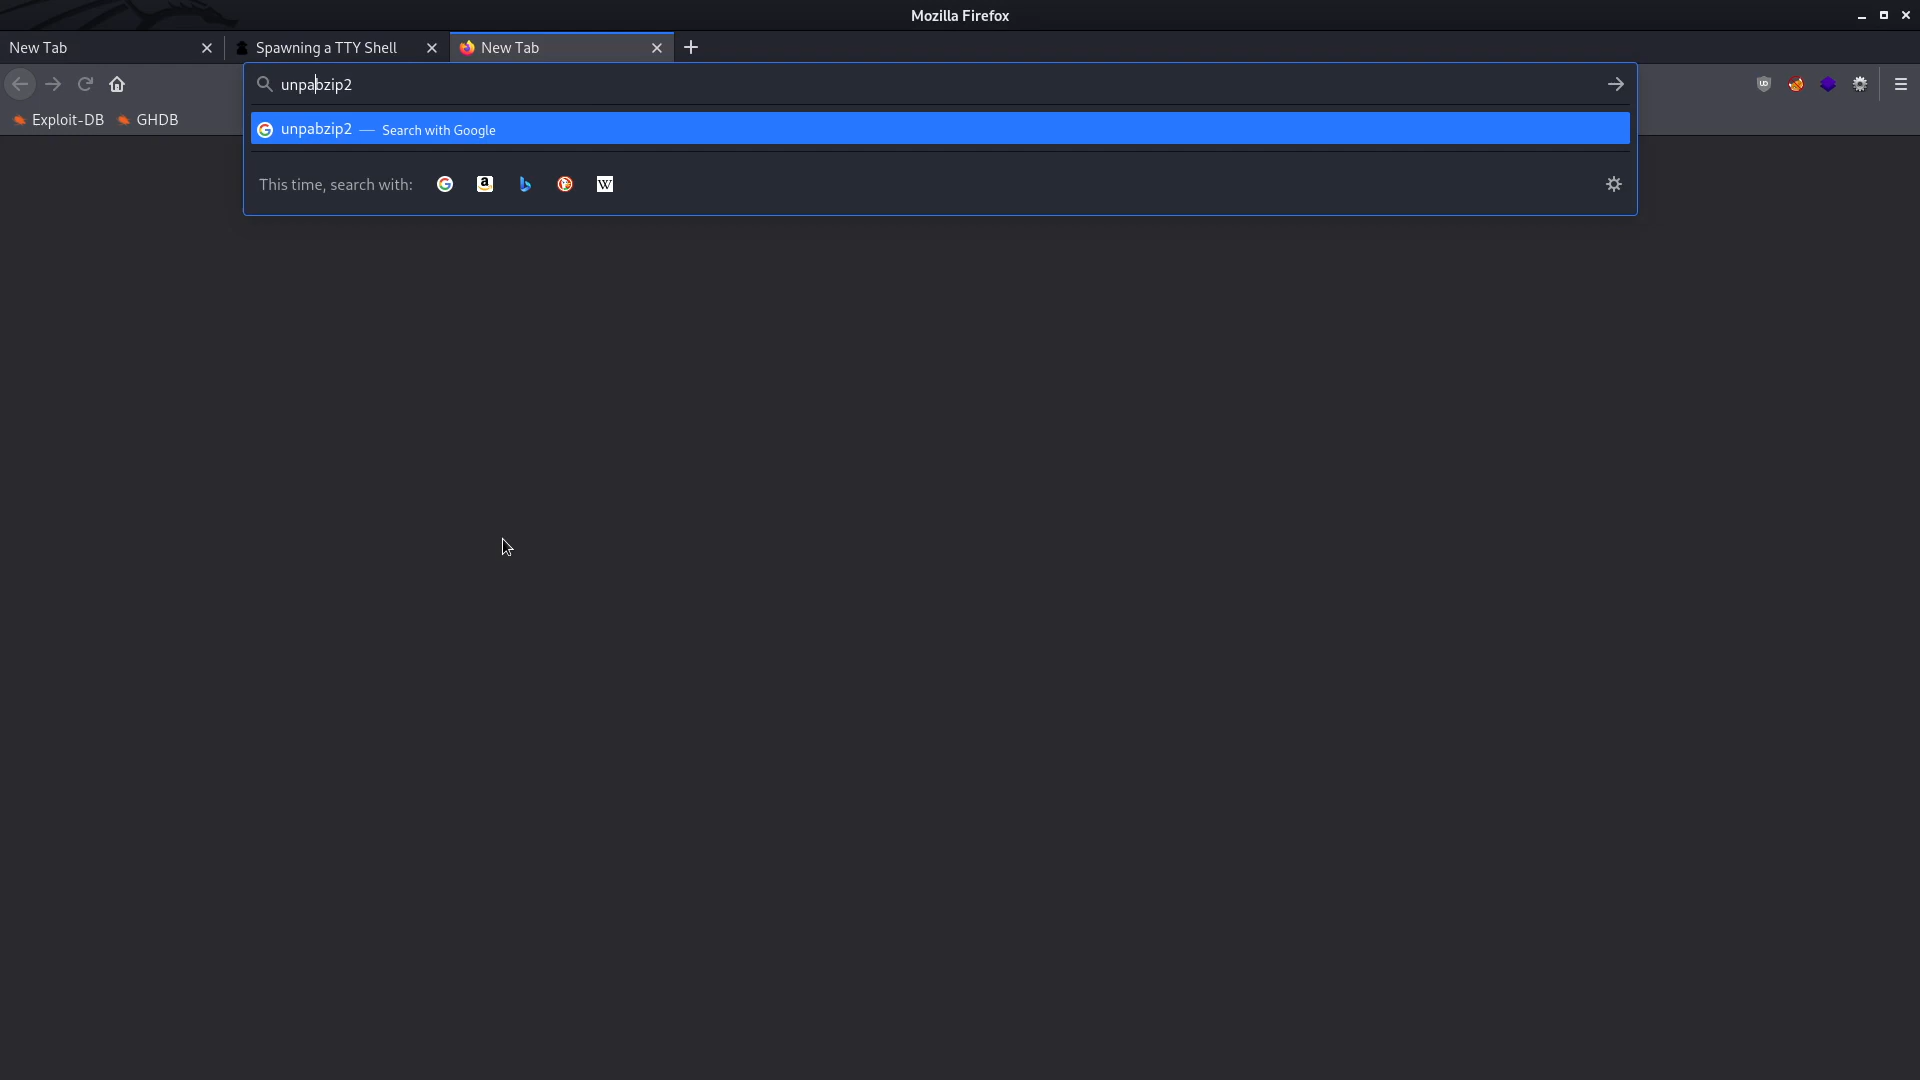 Mozilla Firefox
New Tab
Spawning a TTY Shell
New Tab
unpabzip2
Exploit-DB
GHDB
unpabzip2 — Search with Google
This time, search with: